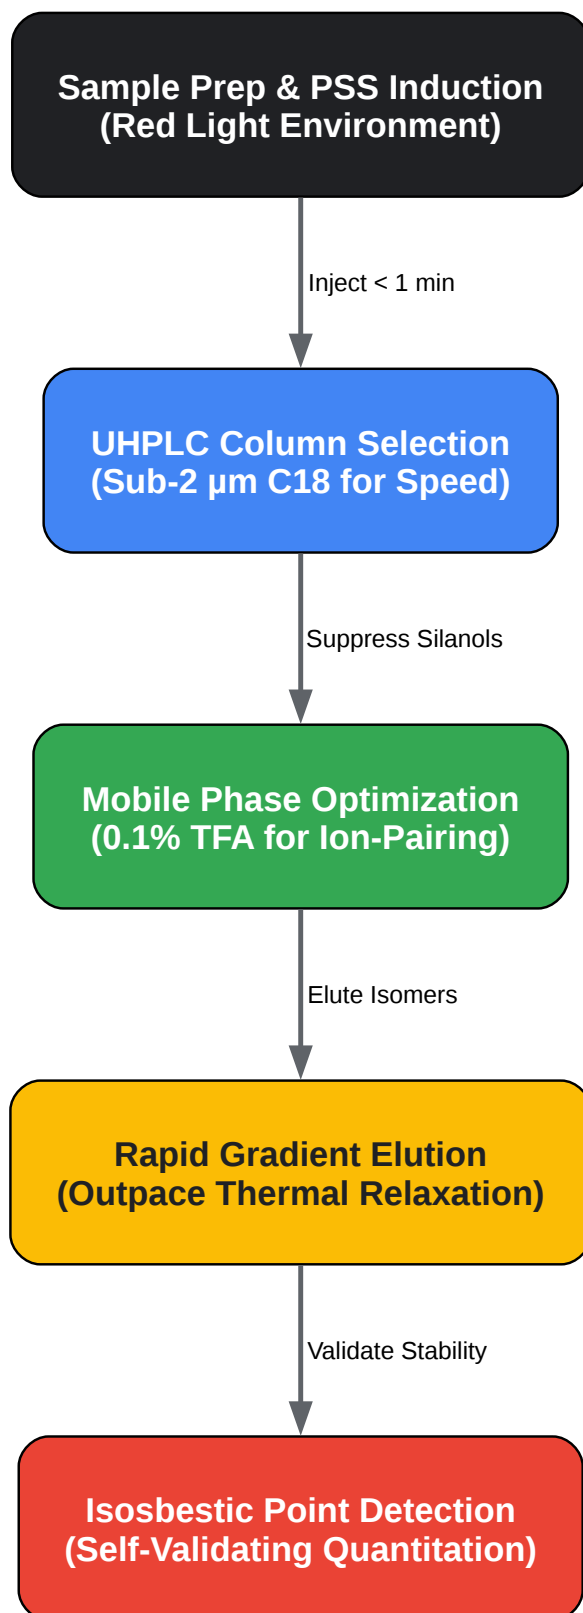 Sample Prep & PSS Induction
(Red Light Environment)
Inject < 1 min
UHPLC Column Selection
(Sub-2 µm C18 for Speed)
Suppress Silanols
Mobile Phase Optimization
(0.1% TFA for Ion-Pairing)
Elute Isomers
Rapid Gradient Elution
(Outpace Thermal Relaxation)
Validate Stability
Isosbestic Point Detection
(Self-Validating Quantitation)